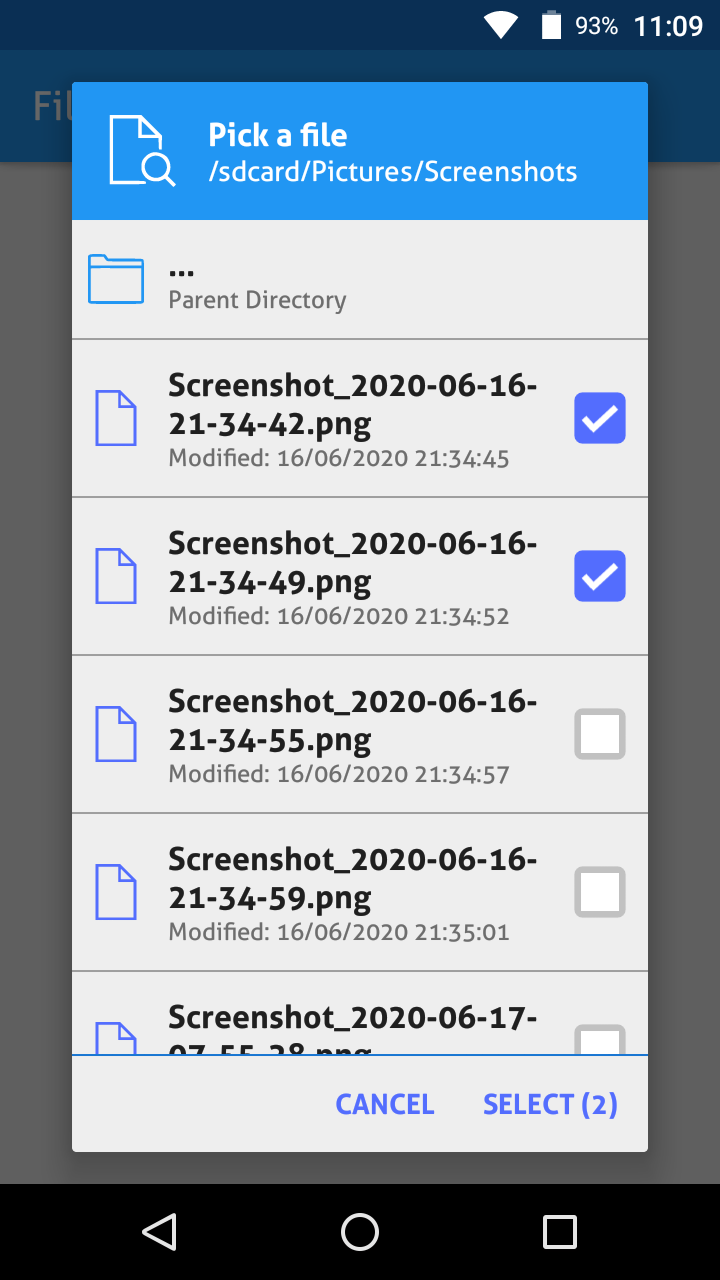 93% 11:09
Fil
Pick a file
/sdcard/Pictures/Screenshots
...
Parent Directory
Screenshot_2020-06-16-
21-34-42.png
Modified: 16/06/2020 21:34:45
Screenshot_2020-06-16-
21-34-49.png
Modified: 16/06/2020 21:34:52
Screenshot_2020-06-16-
21-34-55.png
Modified: 16/06/2020 21:34:57
Screenshot_2020-06-16-
21-34-59.png
Modified: 16/06/2020 21:35:01
Screenshot_2020-06-17-
CANCEL SELECT (2)